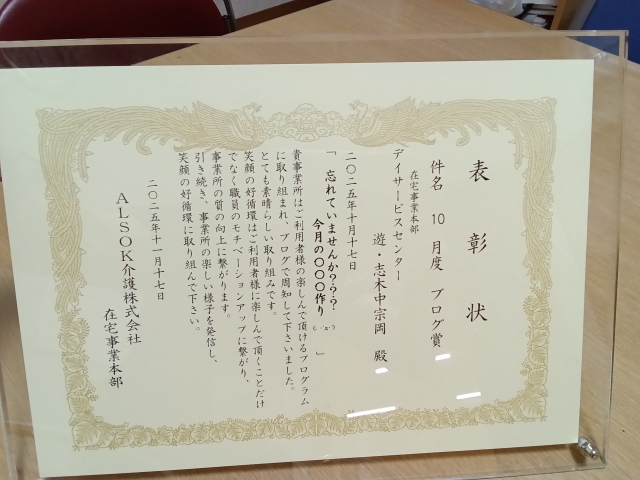 表彰状
件名 10月度 ブログ賞
在宅事業本部
デイサービスセンター
遊・志木中宗岡 殿
二〇二五年十月十七日
「 忘れていませんか?・?・?
今月の〇〇〇作り
」
貴事業所はご利用者様の楽しんで頂けるプログラム
に取り組まれ、ブログで周知して下さいました。
とても素晴らしい取り組みです。
笑顔の好循環はご利用者様に楽しんで頂くことだけ
でなく職員のモチベーションアップに繋がり、
事業所の質の向上に繋がります。
引き続き、事業所の楽しい様子を発信し、
笑顔の好循環に取り組んで下さい。
二〇二五年十一月十七日
ALSOK介護株式会社
在宅事業本部